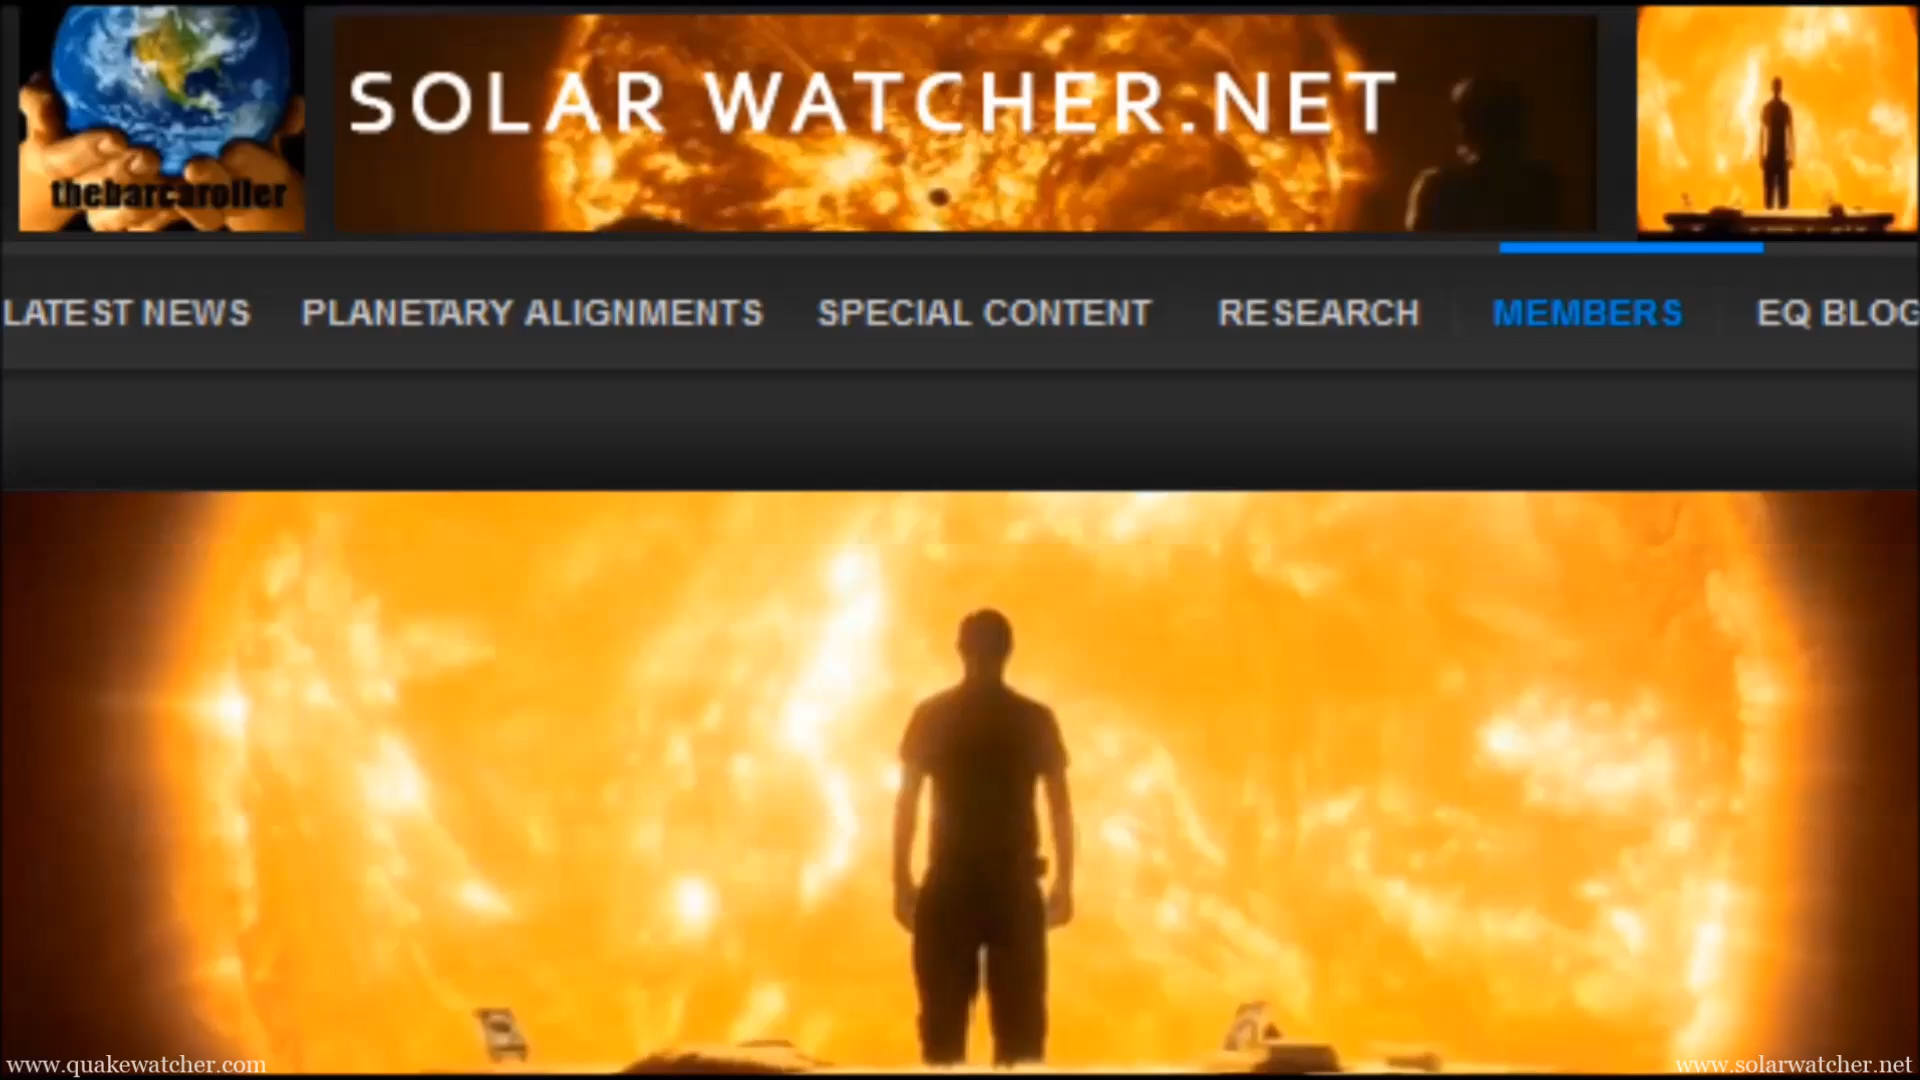 SOLAR WATCHER.NET
thebarcaroller
LATEST NEWS PLANETARY ALIGNMENTS SPECIAL CONTENT RESEARCH MEMBERS EQ BLOG
www.quakewatcher.com
www.solarwatcher.net